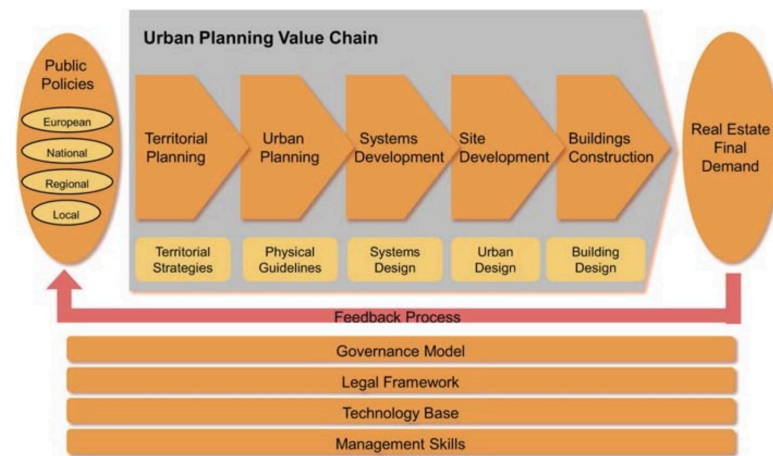 Urban Planning Value Chain
Public
Policies
European
National
Regional
Local
Territorial
Planning
Urban
Planning
Systems
Development
Site
Development
Buildings
Construction
Real Estate
Final
Demand
Territorial
Strategies
Physical
Guidelines
Systems
Design
Urban
Design
Building
Design
Feedback Process
Governance Model
Legal Framework
Technology Base
Management Skills